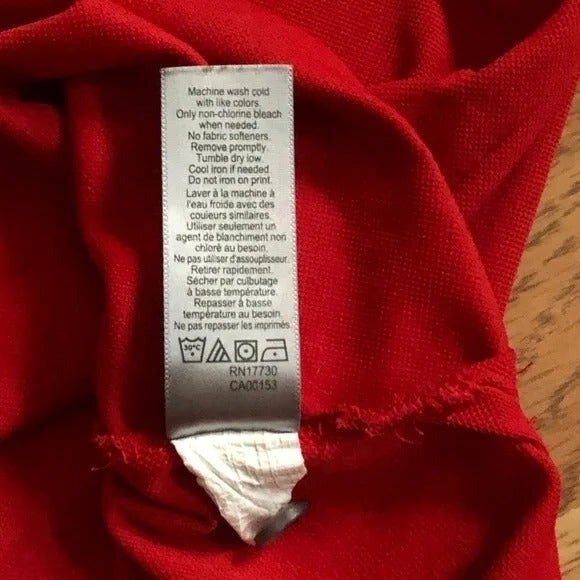 Machine wash cold
with like colors.
Only non-chlorine bleach
when needed.
No fabric softeners.
Remove promptly.
Tumble dry low.
Cool iron if needed.
Do not iron on print.
Laver à la machine à
l'eau froide avec des
couleurs similaires.
Utiliser seulement un
agent de blanchiment non
chloré au besoin.
Ne pas utiliser d'assouplisseur.
Retirer rapidement.
Sécher par culbutage
à basse température.
Repasser à basse
température au besoin.
Ne pas repasser les imprimés.
30°C
RN17730
CA00153